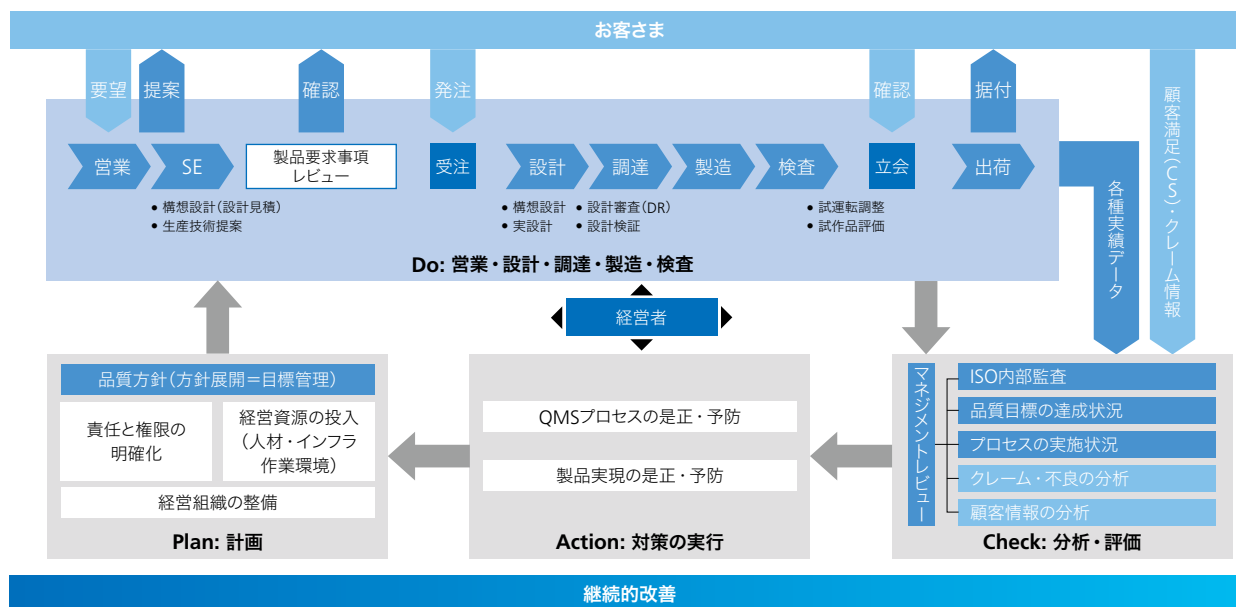 お客さま
要望
提案
確認
発注
確認
据付
顧客満足(CS)・クレーム情報
営業
SE
製品要求事項
レビュー
受注
設計
調達
製造
検査
立会
出荷
各種実績データ
• 構想設計(設計見積)
• 生産技術提案
• 構想設計
• 実設計
• 設計審査(DR)
• 設計検証
• 試運転調整
• 試作品評価
Do: 営業・設計・調達・製造・検査
経営者
品質方針(方針展開＝目標管理)
責任と権限の
明確化
経営資源の投入
(人材・インフラ
作業環境)
経営組織の整備
Plan: 計画
QMSプロセスの是正・予防
製品実現の是正・予防
Action: 対策の実行
マネジメントレビュー
ISO内部監査
品質目標の達成状況
プロセスの実施状況
クレーム・不良の分析
顧客情報の分析
Check: 分析・評価
継続的改善